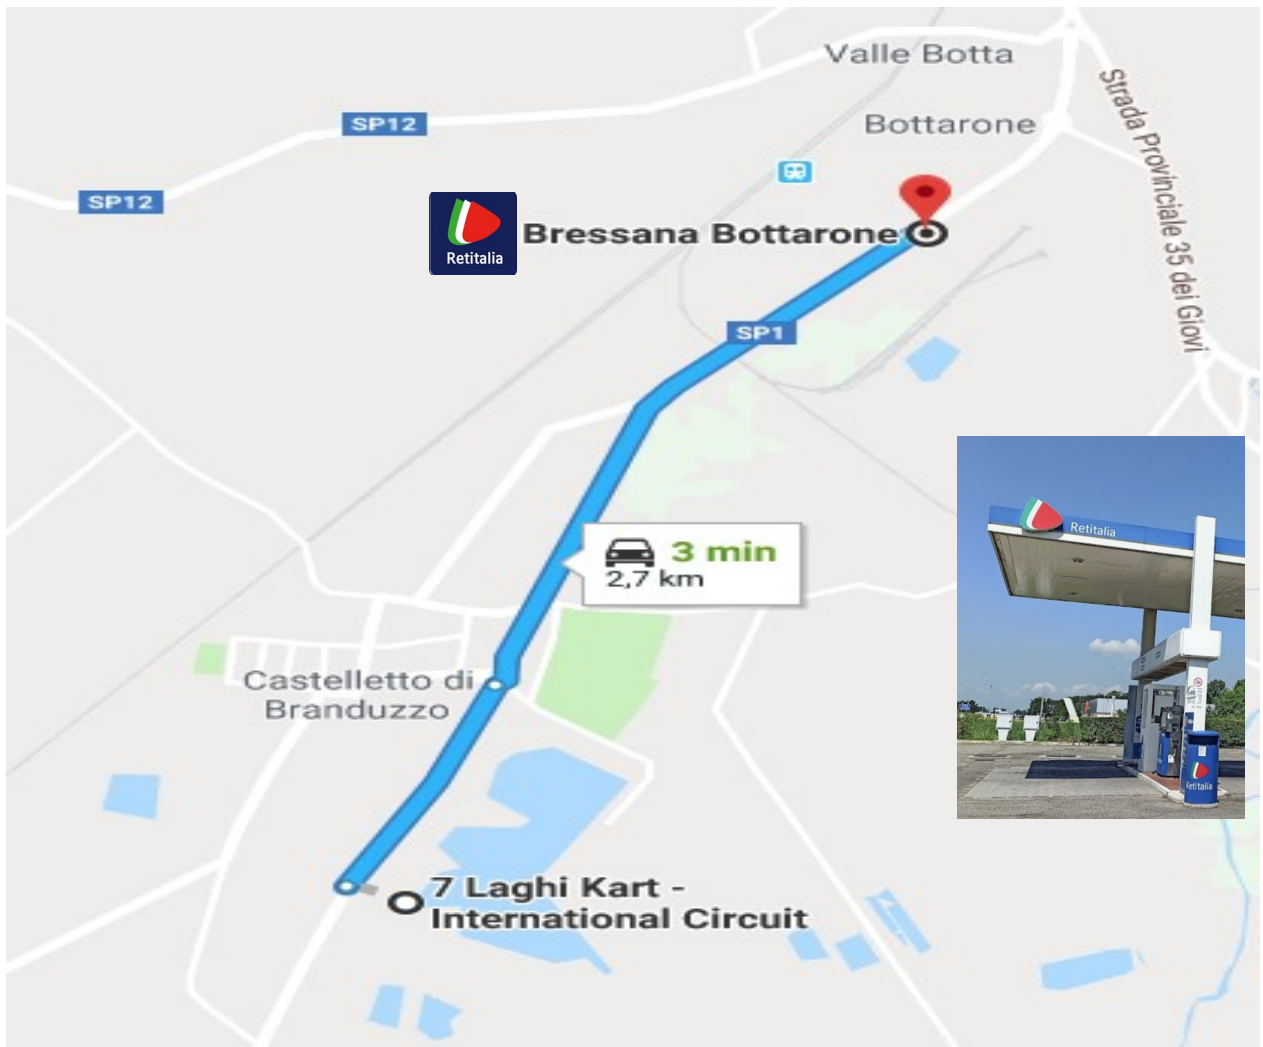 Valle Botta
SP12
Bottarone
Strada Provinciale 35 dei Giovi
SP12
Retitalia
Bressana Bottarone
SP1
Retitalia
3 min
2,7 km
Castelletto di
Branduzzo
Retitalia
7 Laghi Kart -
International Circuit